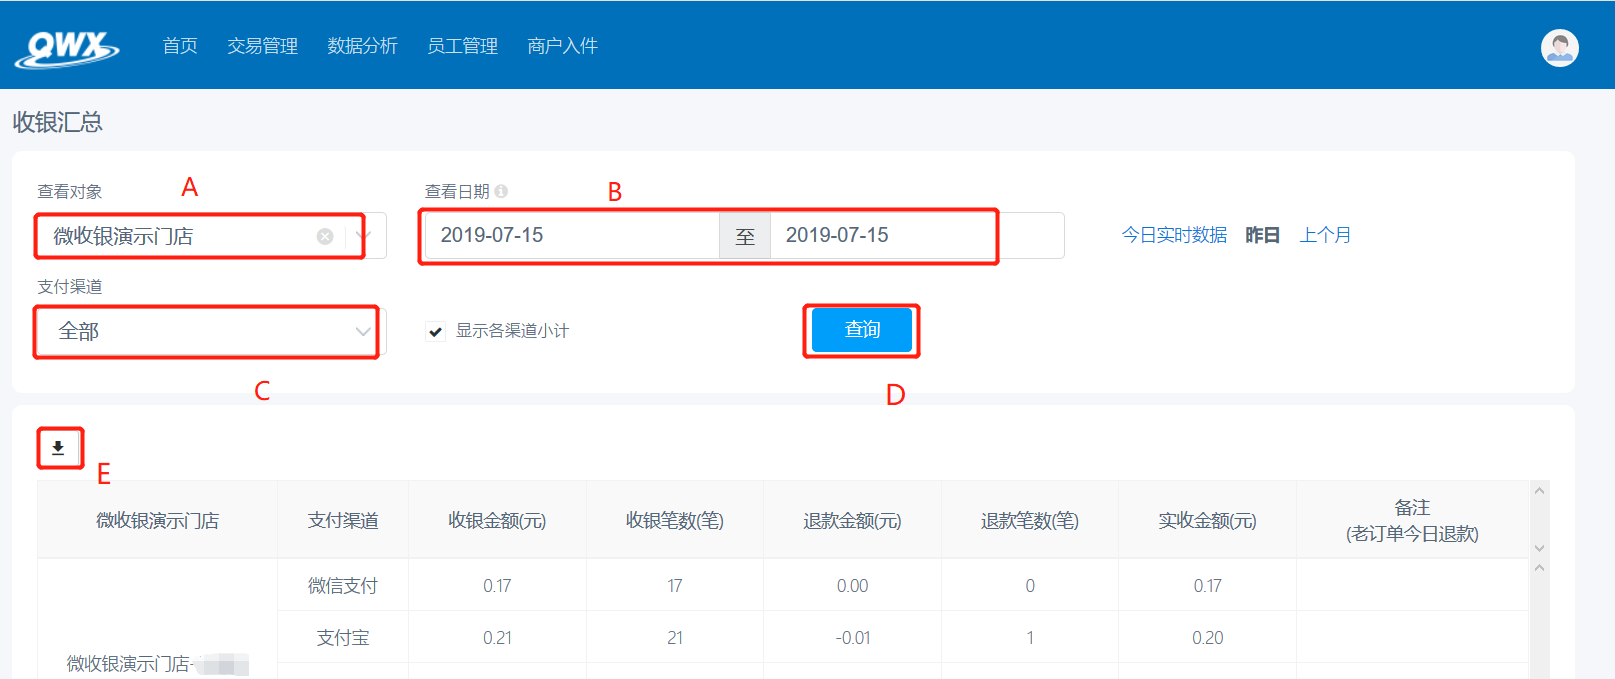 QWX 首页 交易管理 数据分析 员工管理 商户入件
收银汇总
查看对象 A 查看日期 B
微收银演示门店 2019-07-15 至 2019-07-15 今日实时数据 昨日 上个月
支付渠道
全部 显示各渠道小计 查询
C D
E
微收银演示门店 支付渠道 收银金额(元) 收银笔数(笔) 退款金额(元) 退款笔数(笔) 实收金额(元) 备注
(老订单今日退款)
微信支付 0.17 17 0.00 0 0.17
支付宝 0.21 21 -0.01 1 0.20
微收银演示门店-